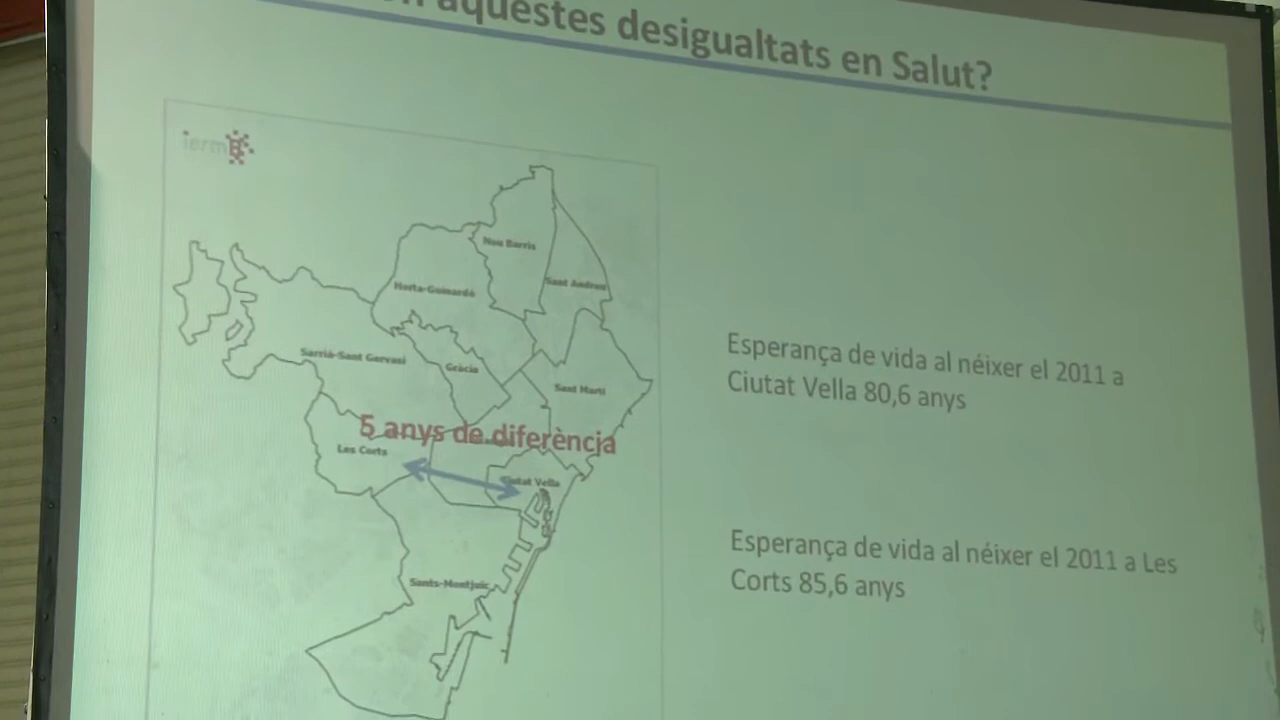 aquestes desigualtats en Salut?
iermB
Nou Barris
Sant Andreu
Horta-Guinardó
Sarrià-Sant Gervasi
Gràcia
Sant Martí
5 anys de diferència
Les Corts
Ciutat Vella
Sants-Montjuïc
Esperança de vida al néixer el 2011 a
Ciutat Vella 80,6 anys
Esperança de vida al néixer el 2011 a Les
Corts 85,6 anys